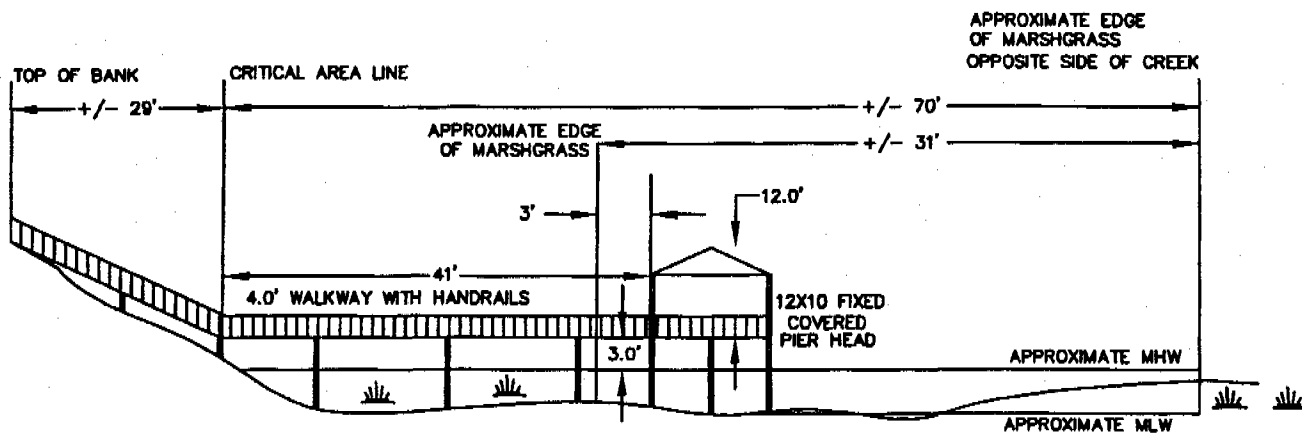 APPROXIMATE EDGE
OF MARSHGRASS
OPPOSITE SIDE OF CREEK
TOP OF BANK
CRITICAL AREA LINE
+/- 29'
+/- 70'
APPROXIMATE EDGE
OF MARSHGRASS
+/- 31'
3'
12.0'
41'
4.0' WALKWAY WITH HANDRAILS
12X10 FIXED
COVERED
PIER HEAD
3.0'
APPROXIMATE MHW
APPROXIMATE MLW